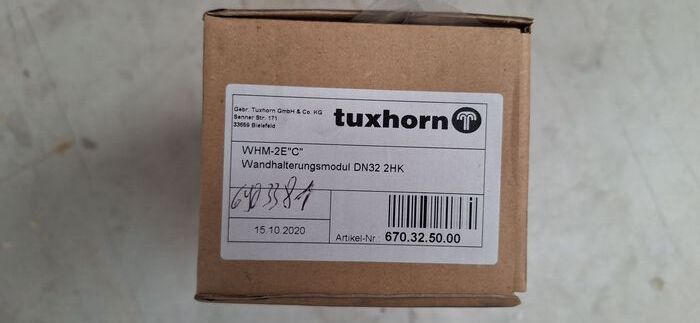 Gebr. Tuxhorn GmbH & Co. KG
Senner Str. 171
33659 Bielefeld
tuxhorn
WHM-2E"C"
Wandhalterungsmodul DN32 2HK
15.10.2020
Artikel-Nr.: 670.32.50.00